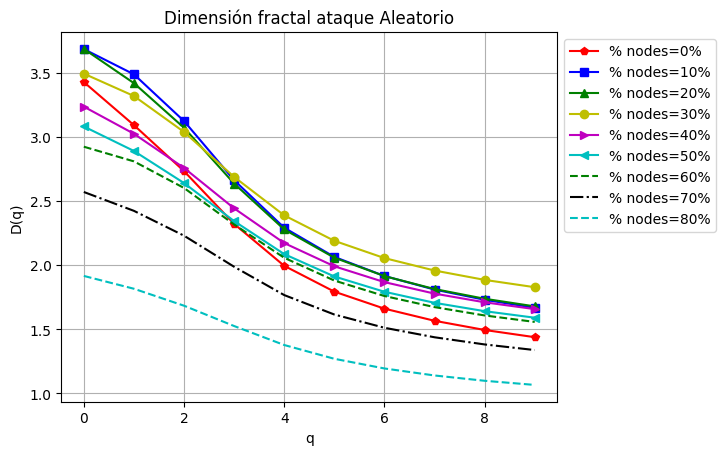 Dimensión fractal ataque Aleatorio
D(q)
3.5
3.0
2.5
2.0
1.5
1.0
0 2 4 6 8
q
% nodes=0%
% nodes=10%
% nodes=20%
% nodes=30%
% nodes=40%
% nodes=50%
% nodes=60%
% nodes=70%
% nodes=80%